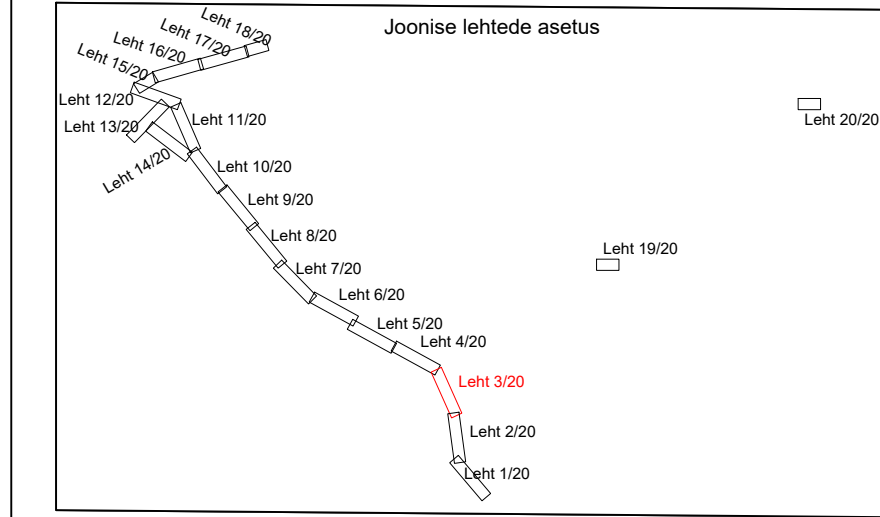 Joonise lehtede asetus
Leht 18/20
Leht 17/20
Leht 16/20
Leht 15/20
Leht 12/20
Leht 13/20
Leht 11/20
Leht 14/20
Leht 10/20
Leht 9/20
Leht 8/20
Leht 7/20
Leht 6/20
Leht 5/20
Leht 4/20
Leht 3/20
Leht 2/20
Leht 1/20
Leht 20/20
Leht 19/20